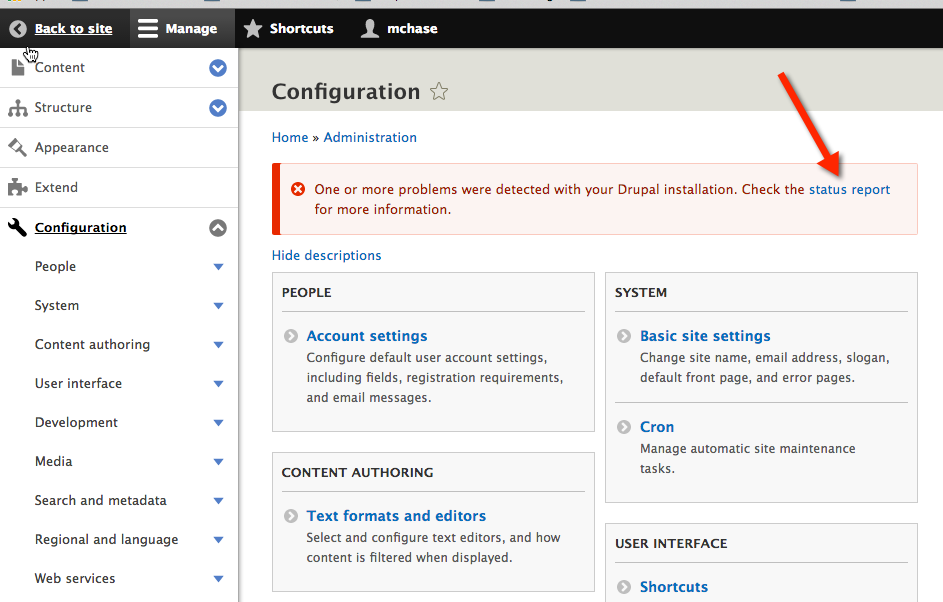 Back to site
Manage
Shortcuts
mchase
Content
Structure
Appearance
Extend
Configuration
People
System
Content authoring
User interface
Development
Media
Search and metadata
Regional and language
Web services
Configuration
Home » Administration
One or more problems were detected with your Drupal installation. Check the status report
for more information.
Hide descriptions
PEOPLE
Account settings
Configure default user account settings,
including fields, registration requirements,
and email messages.
CONTENT AUTHORING
Text formats and editors
Select and configure text editors, and how
content is filtered when displayed.
SYSTEM
Basic site settings
Change site name, email address, slogan,
default front page, and error pages.
Cron
Manage automatic site maintenance
tasks.
USER INTERFACE
Shortcuts